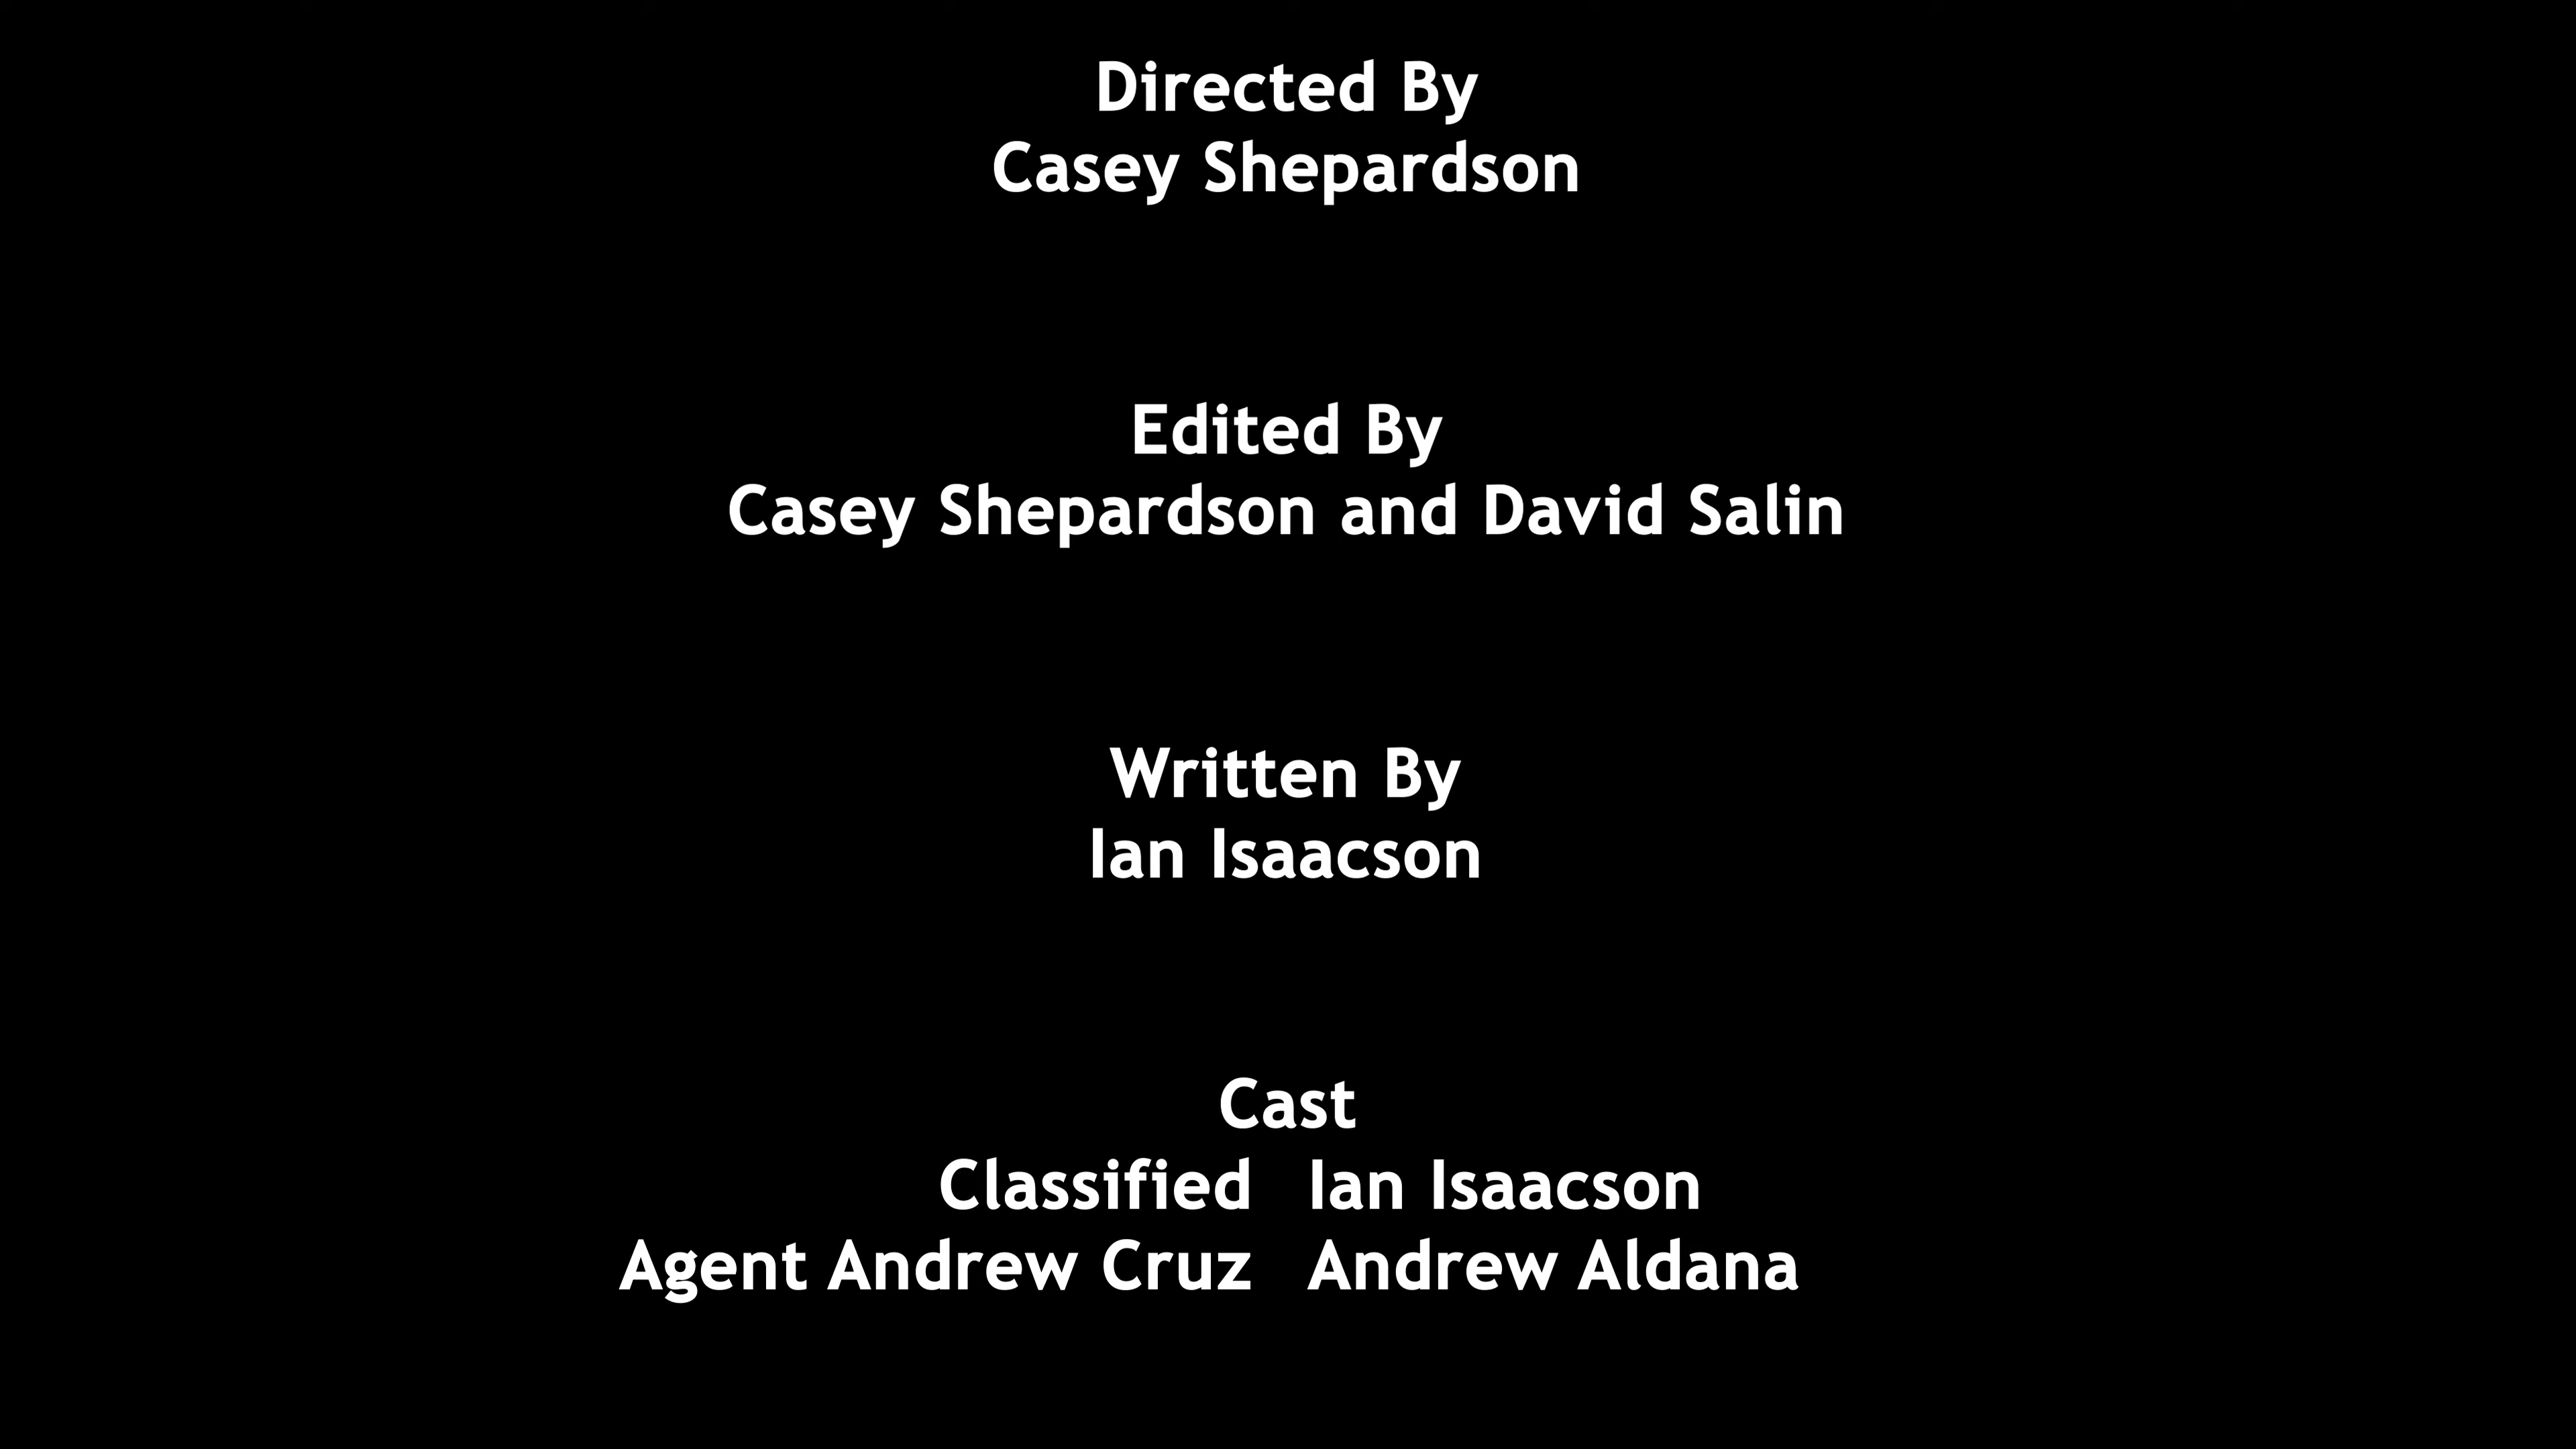 Directed By
Casey Shepardson
Edited By
Casey Shepardson and David Salin
Written By
Ian Isaacson
Cast
Classified Ian Isaacson
Agent Andrew Cruz Andrew Aldana